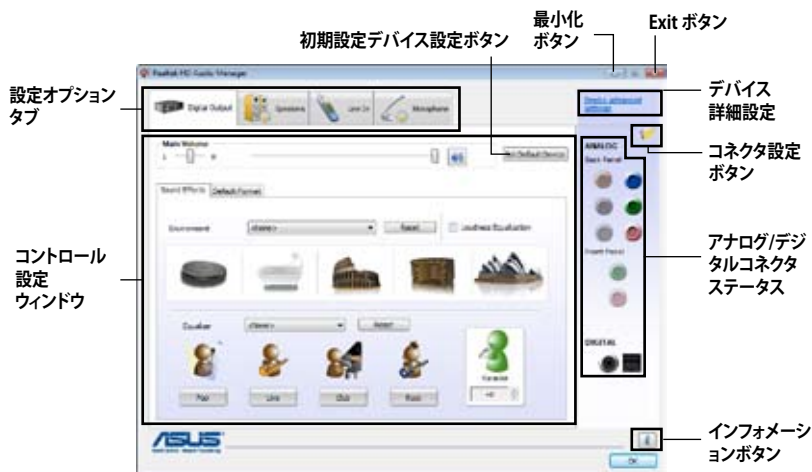 初期設定デバイス設定ボタン
最小化
ボタン
Exit ボタン
設定オプション
タブ
デバイス
詳細設定
コネクタ設定
ボタン
アナログ/デジ
タルコネクタ
ステータス
コントロール
設定
ウィンドウ
インフォメーシ
ョンボタン
Realtek HD Audio Manager
Digital Output
Speakers
Line In
Microphone
Device advanced
settings
Main Volume
L
R
Set Default Device
Sound Effects
Default Format
Environment
<None>
Reset
Loudness Equalization
Equalizer
<None>
Reset
Pop
Live
Club
Rock
Karaoke
+0
ANALOG
Back Panel
Front Panel
DIGITAL
ASUS
i
OK